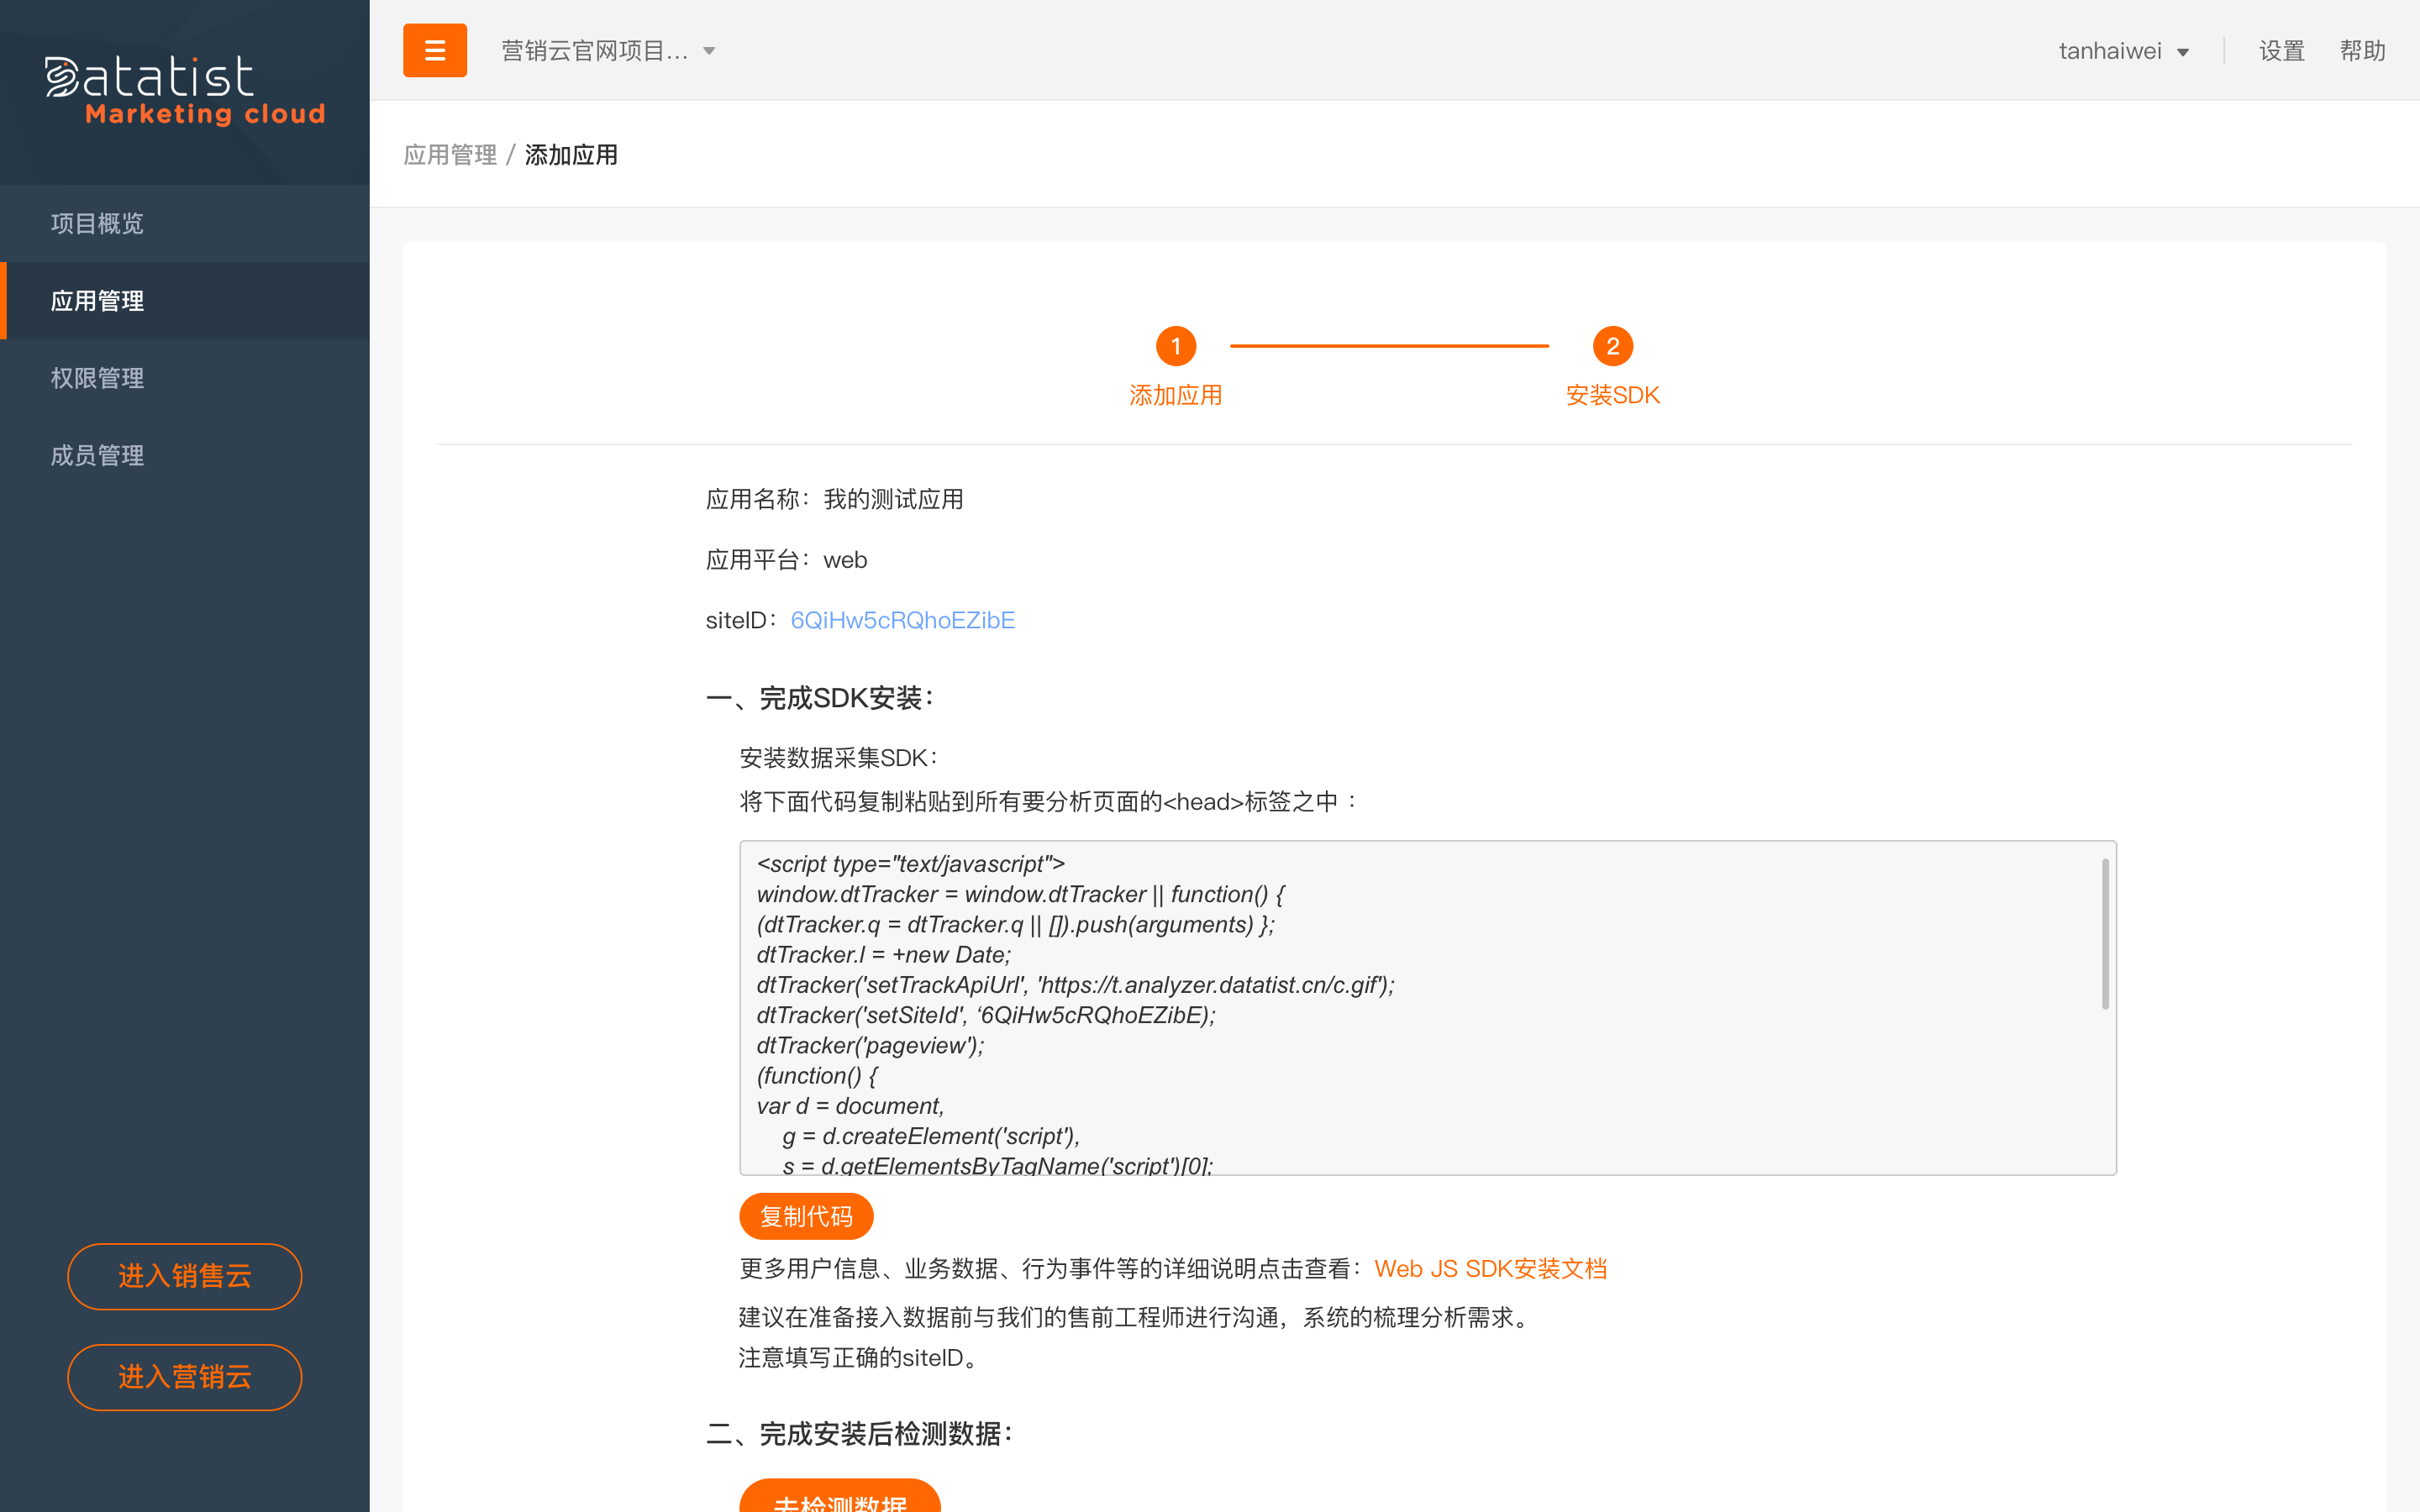 Datatist
Marketing cloud
营销云官网项目...
tanhaiwei
设置
帮助
应用管理 / 添加应用
项目概览
应用管理
权限管理
成员管理
进入销售云
进入营销云
1
2
添加应用
安装SDK
应用名称：我的测试应用
应用平台：web
siteID：6QiHw5cRQhoEZibE
一、完成SDK安装：
安装数据采集SDK：
将下面代码复制粘贴到所有要分析页面的<head>标签之中 ：
<script type="text/javascript">
window.dtTracker = window.dtTracker || function() {
(dtTracker.q = dtTracker.q || []).push(arguments) };
dtTracker.l = +new Date;
dtTracker('setTrackApiUrl', 'https://t.analyzer.datatist.cn/c.gif');
dtTracker('setSiteId', ‘6QiHw5cRQhoEZibE);
dtTracker('pageview');
(function() {
var d = document,
g = d.createElement('script'),
s = d.getElementsByTagName('script')[0];
复制代码
更多用户信息、业务数据、行为事件等的详细说明点击查看：Web JS SDK安装文档
建议在准备接入数据前与我们的售前工程师进行沟通，系统的梳理分析需求。
注意填写正确的siteID。
二、完成安装后检测数据：
去检测数据